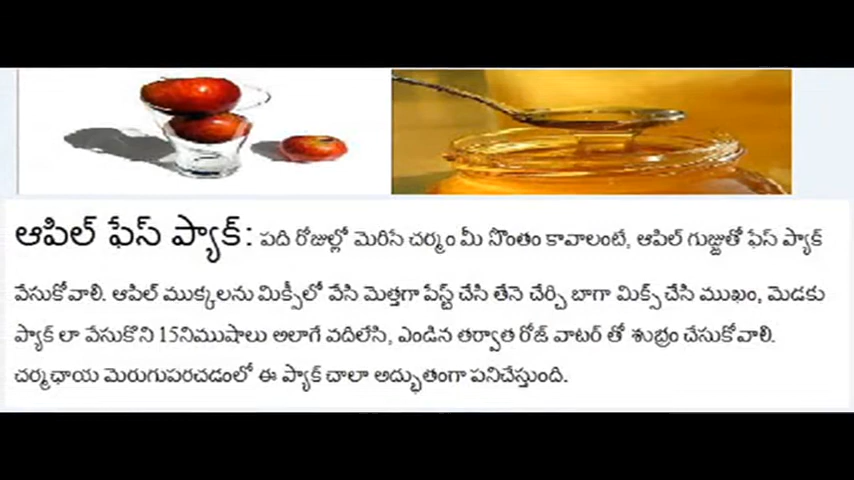 ఆపిల్ ఫేస్ ప్యాక్: పది రోజుల్లో మెరిసే చర్మం మీ సొంతం కావాలంటే, ఆపిల్ గుజ్జుతో ఫేస్ ప్యాక్
వేసుకోవాలి. ఆపిల్ ముక్కలను మిక్సీలో వేసి మెత్తగా పేస్ట్ చేసి తేనె చేర్చి బాగా మిక్స్ చేసి ముఖం, మెడకు
ప్యాక్ లా వేసుకొని 15నిముషాలు అలాగే వదిలేసి, ఎండిన తర్వాత రోజ్ వాటర్ తో శుభ్రం చేసుకోవాలి.
చర్మఛాయ మెరుగుపరచడంలో ఈ ప్యాక్ చాలా అద్భుతంగా పనిచేస్తుంది.